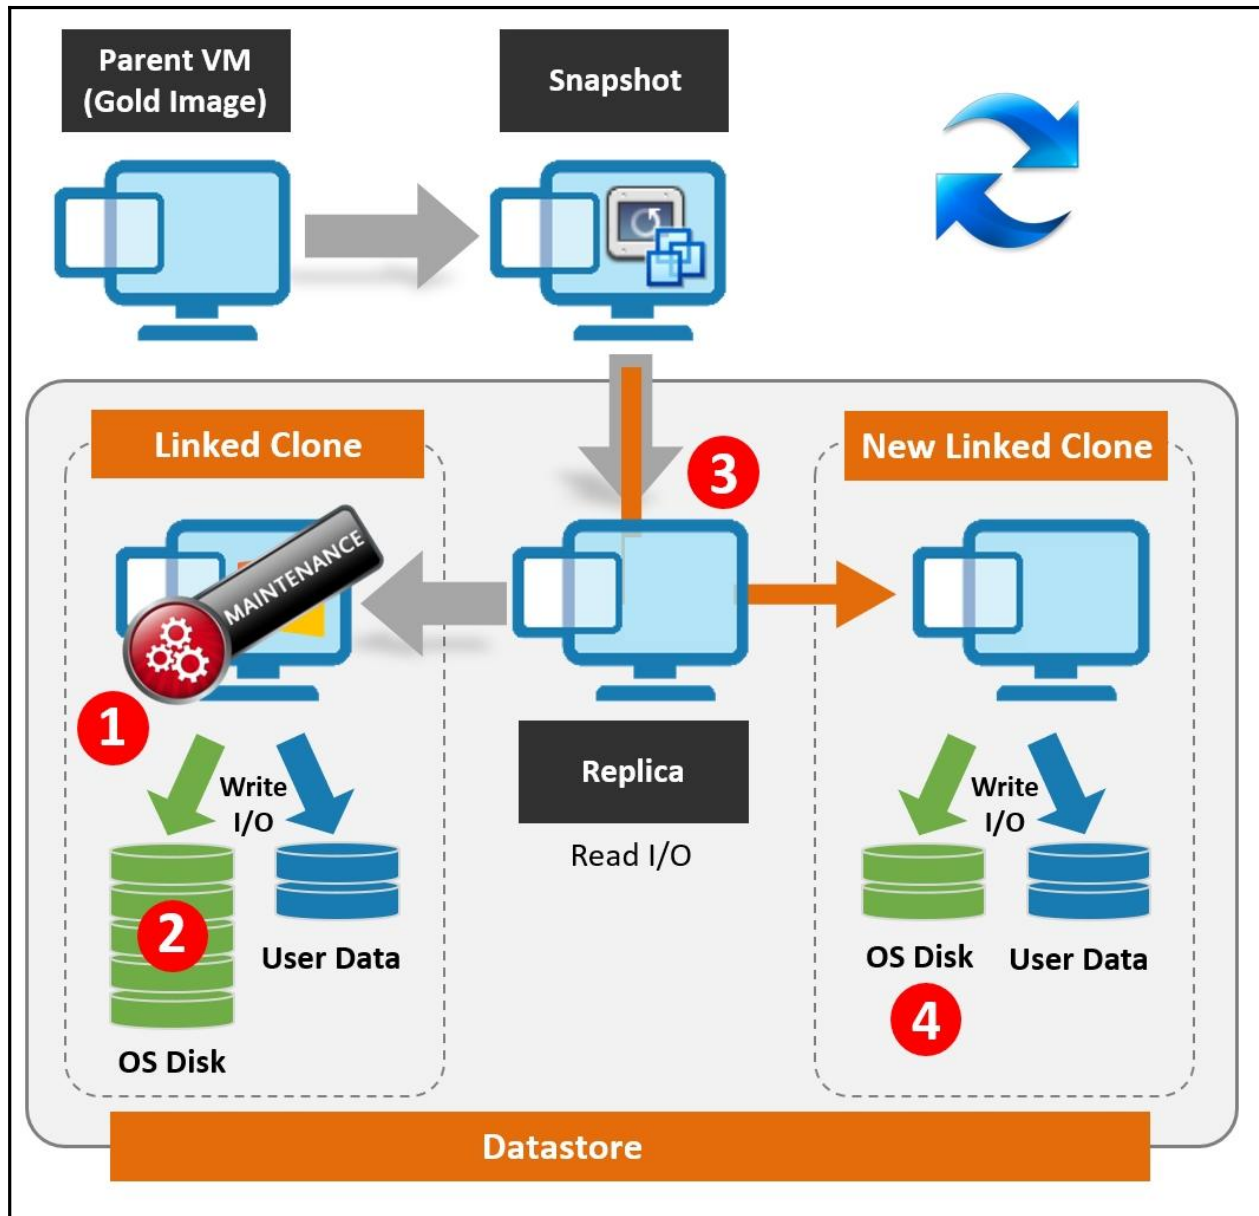 Parent VM
(Gold Image)
Snapshot
Linked Clone
New Linked Clone
3
MAINTENANCE
1
Write
I/O
Replica
Write
I/O
Read I/O
2
User Data
OS Disk
User Data
4
OS Disk
Datastore